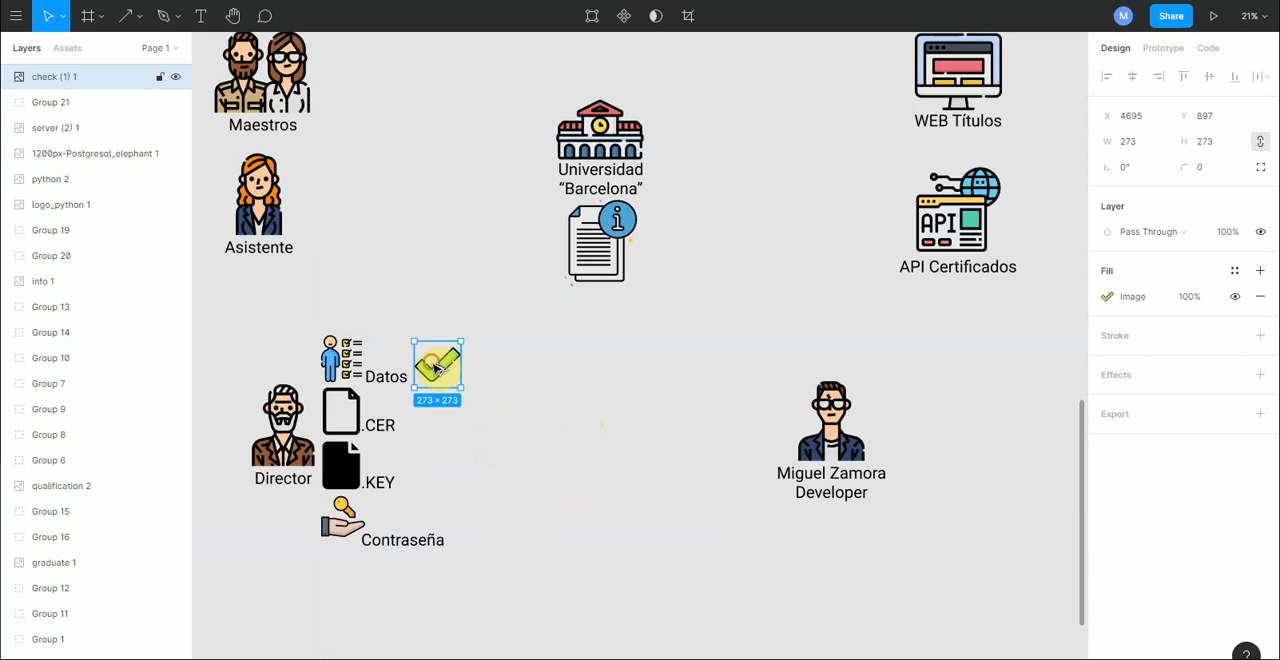 M
Share
21%
Layers
Assets
Page 1
Design
Prototype
Code
check (1) 1
Group 21
server (2) 1
1200px-Postgresql_elephant 1
python 2
logo_python 1
Group 19
Group 20
info 1
Group 13
Group 14
Group 10
Group 7
Group 9
Group 8
Group 6
qualification 2
Group 15
Group 16
graduate 1
Group 12
Group 11
Group 1
Maestros
Asistente
Universidad
“Barcelona”
i
WEB Títulos
API
API Certificados
Datos
273 × 273
.CER
.KEY
Director
Contraseña
Miguel Zamora
Developer
X 4695 Y 897
W 273 H 273
0° 0
Layer
Pass Through 100%
Fill
Image 100%
Stroke
Effects
Export
?